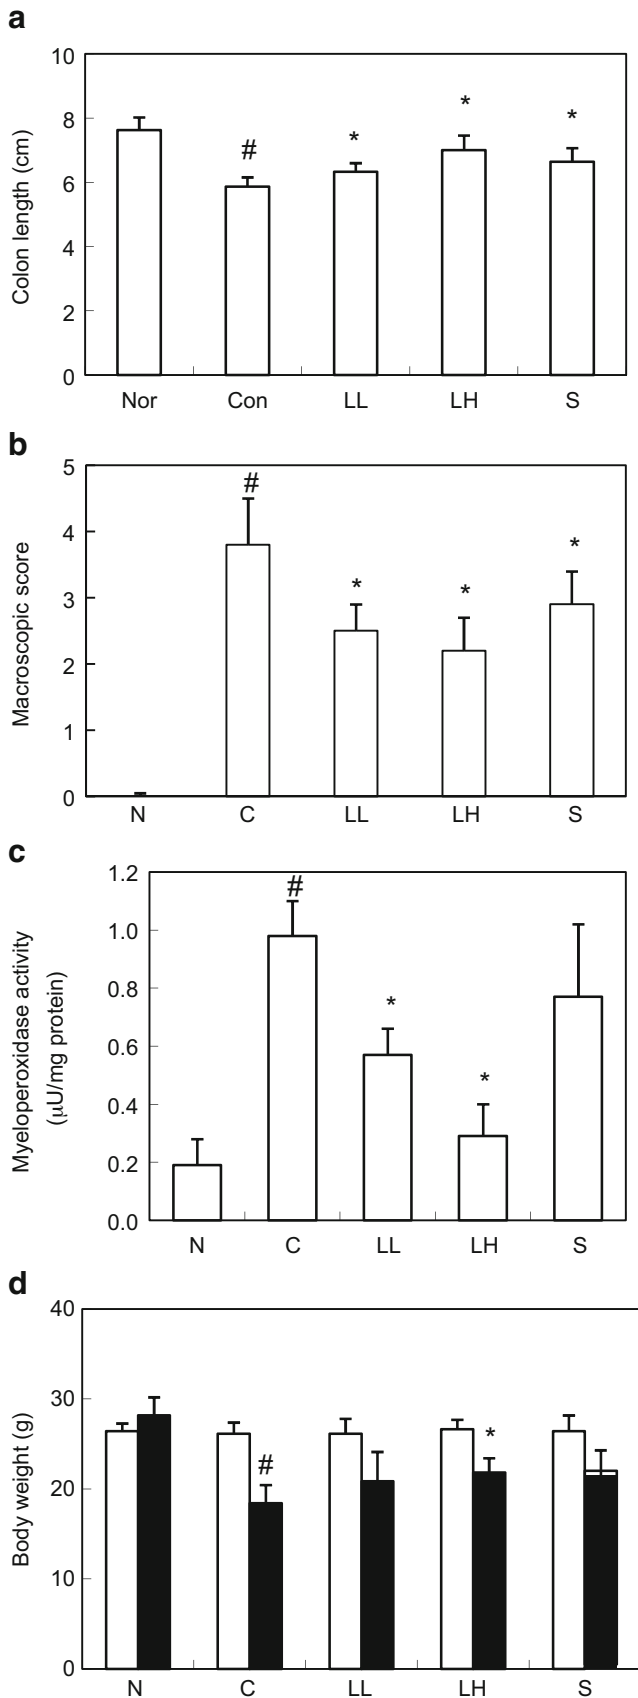 a
10
8
6
4
2
0
Colon length (cm)
#
*
*
*
Nor Con LL LH S
b
5
4
3
2
1
0
Macroscopic score
#
*
*
*
N C LL LH S
c
1.2
1.0
0.8
0.6
0.4
0.2
0.0
Myeloperoxidase activity
(µU/mg protein)
#
*
*
N C LL LH S
d
40
30
20
10
0
Body weight (g)
#
*
N C LL LH S